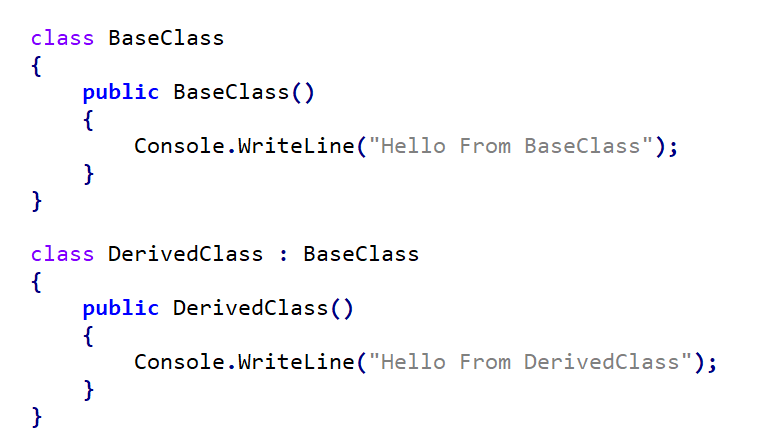 class BaseClass
{
    public BaseClass()
    {
        Console.WriteLine("Hello From BaseClass");
    }
}

class DerivedClass : BaseClass
{
    public DerivedClass()
    {
        Console.WriteLine("Hello From DerivedClass");
    }
}